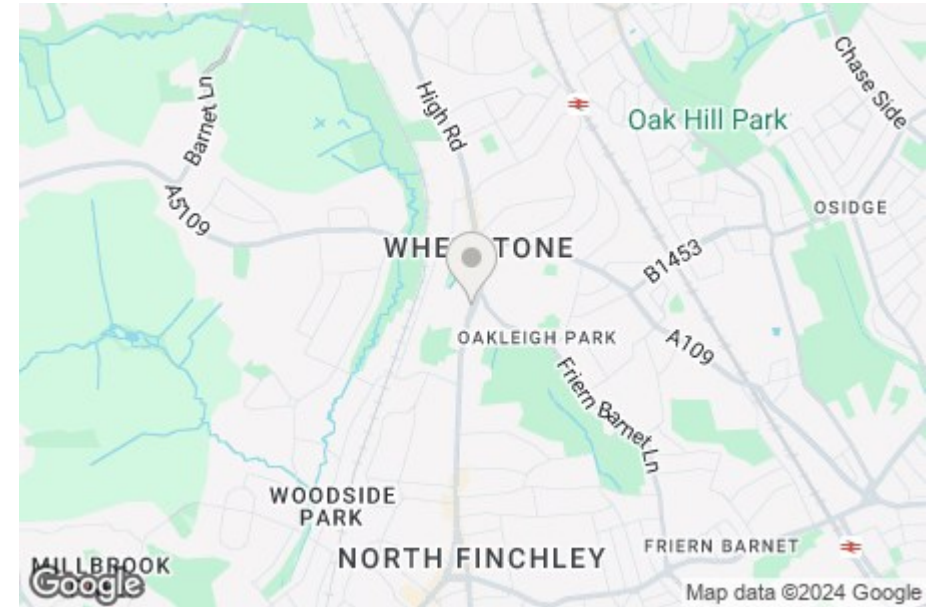 Barnet Ln
High Rd
Chase Side
Oak Hill Park
A5109
OSIDGE
WHE TONE
B1453
OAKLEIGH PARK
A109
Friern Barnet Ln
WOODSIDE
PARK
NORTH FINCHLEY
FRIERN BARNET
MILLBROOK
Google
Map data ©2024 Google